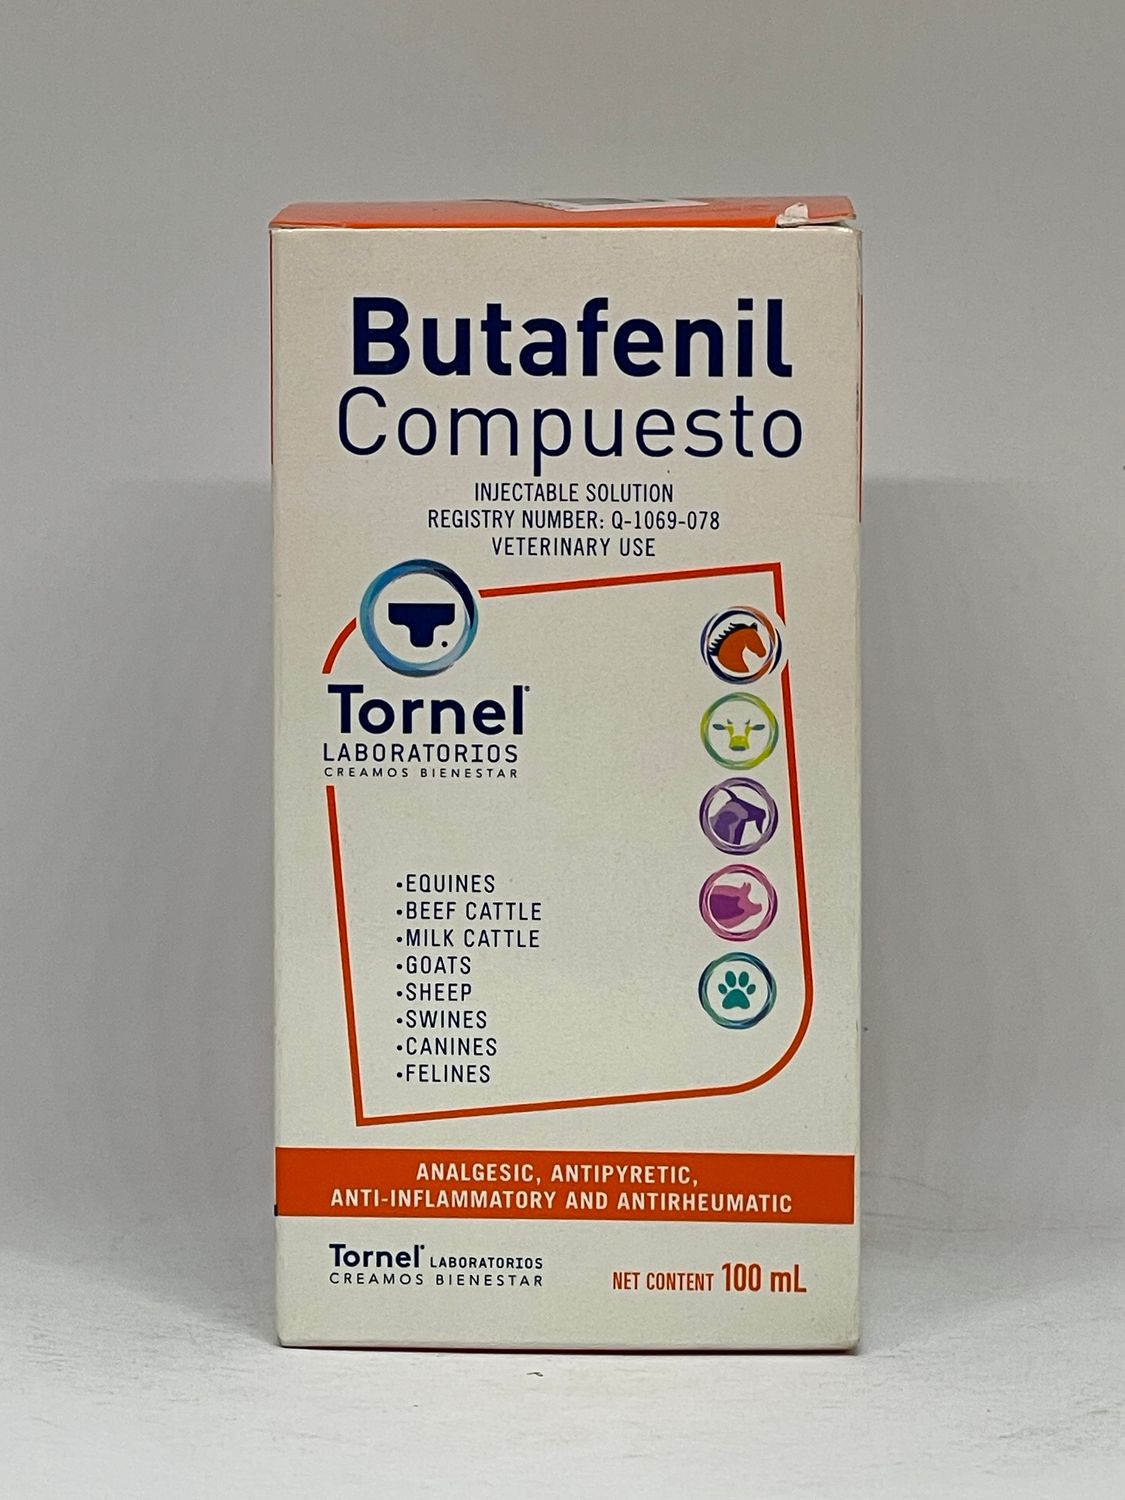 Butafenil
Compuesto
INJECTABLE SOLUTION
REGISTRY NUMBER: Q-1069-078
VETERINARY USE
Tornel®
LABORATORIOS
CREAMOS BIENESTAR
•EQUINES
•BEEF CATTLE
•MILK CATTLE
•GOATS
•SHEEP
•SWINES
•CANINES
•FELINES
ANALGESIC, ANTIPYRETIC,
ANTI-INFLAMMATORY AND ANTIRHEUMATIC
Tornel® LABORATORIOS
CREAMOS BIENESTAR
NET CONTENT 100 mL